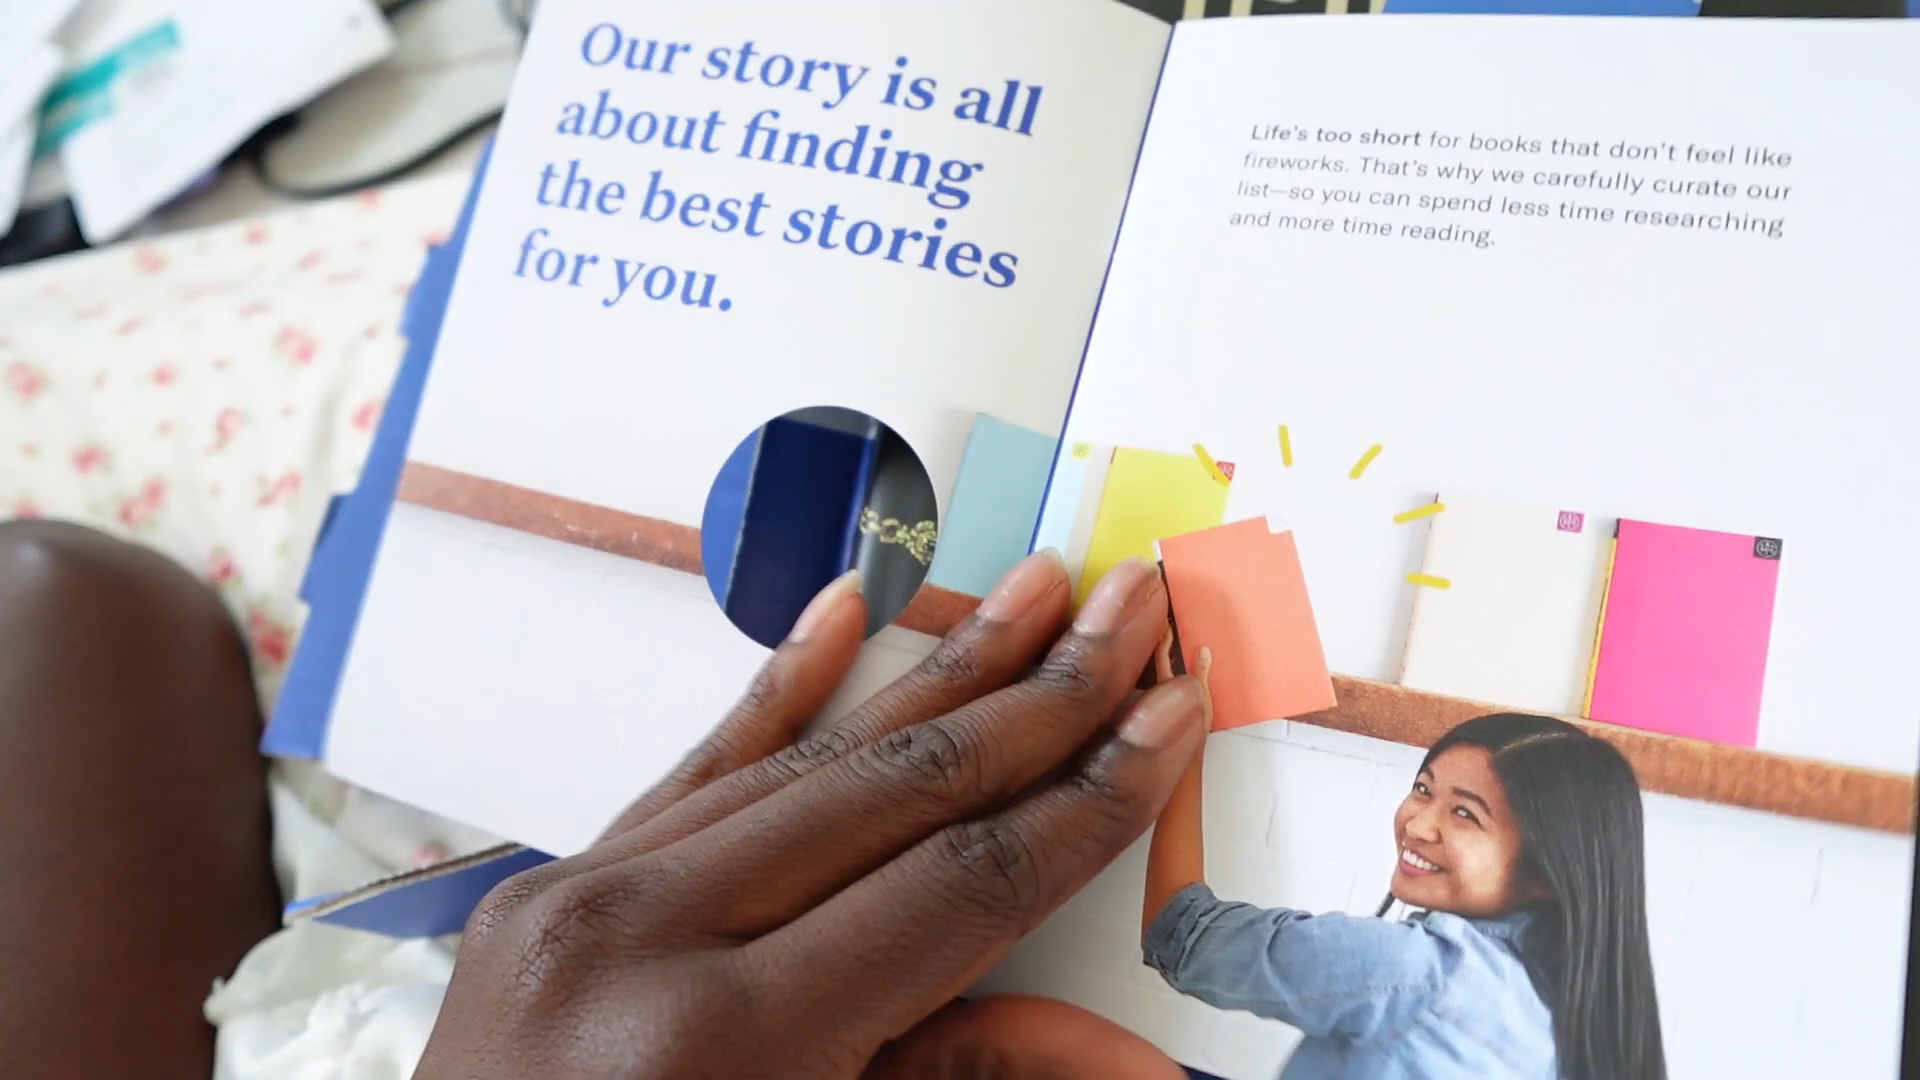 Our story is all
about finding
the best stories
for you.
Life's too short for books that don't feel like
fireworks. That's why we carefully curate our
list—so you can spend less time researching
and more time reading.